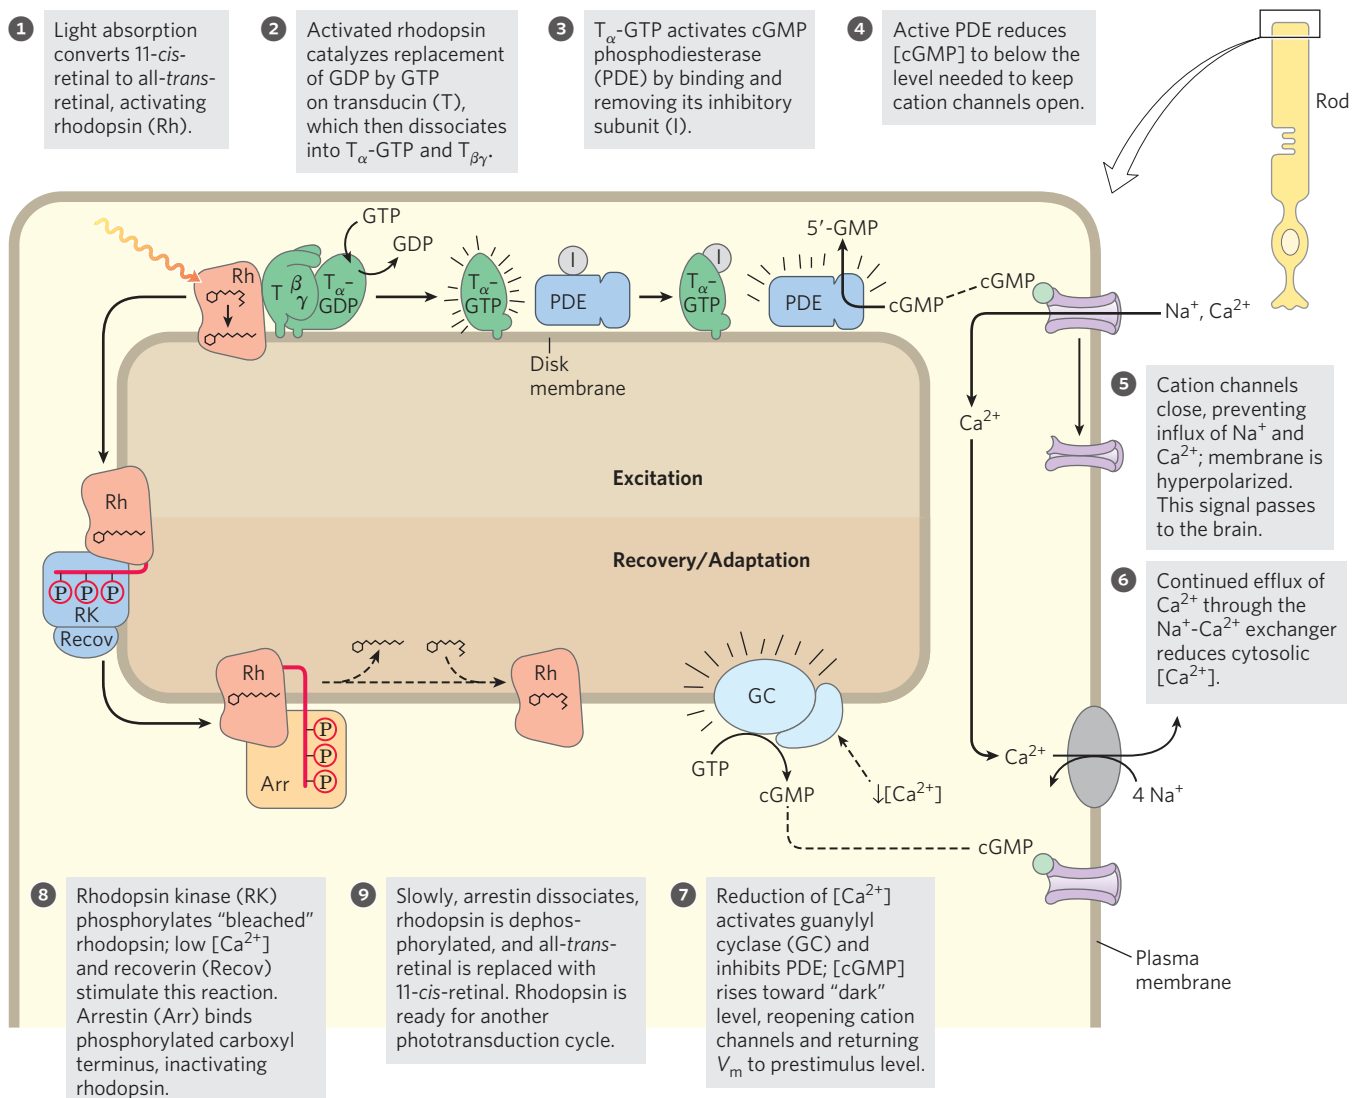 1 Light absorption
converts 11-cis-
retinal to all-trans-
retinal, activating
rhodopsin (Rh).
2 Activated rhodopsin
catalyzes replacement
of GDP by GTP
on transducin (T),
which then dissociates
into Tα-GTP and Tβγ.
3 Tα-GTP activates cGMP
phosphodiesterase
(PDE) by binding and
removing its inhibitory
subunit (I).
4 Active PDE reduces
[cGMP] to below the
level needed to keep
cation channels open.
Rod
GTP
GDP
Rh
T β γ
Tα-
GDP
Tα-
GTP
I
PDE
Tα-
GTP
I
5′-GMP
PDE
cGMP
cGMP
Na+, Ca2+
Disk
membrane
Ca2+
5 Cation channels
close, preventing
influx of Na+ and
Ca2+; membrane is
hyperpolarized.
This signal passes
to the brain.
Excitation
Recovery/Adaptation
Rh
P P P
RK
Recov
6 Continued efflux of
Ca2+ through the
Na+-Ca2+ exchanger
reduces cytosolic
[Ca2+].
Rh
P
P
P
Arr
Rh
GC
GTP
cGMP
↓[Ca2+]
Ca2+
4 Na+
cGMP
8 Rhodopsin kinase (RK)
phosphorylates “bleached”
rhodopsin; low [Ca2+]
and recoverin (Recov)
stimulate this reaction.
Arrestin (Arr) binds
phosphorylated carboxyl
terminus, inactivating
rhodopsin.
9 Slowly, arrestin dissociates,
rhodopsin is dephos-
phorylated, and all-trans-
retinal is replaced with
11-cis-retinal. Rhodopsin is
ready for another
phototransduction cycle.
7 Reduction of [Ca2+]
activates guanylyl
cyclase (GC) and
inhibits PDE; [cGMP]
rises toward “dark”
level, reopening cation
channels and returning
Vm to prestimulus level.
Plasma
membrane